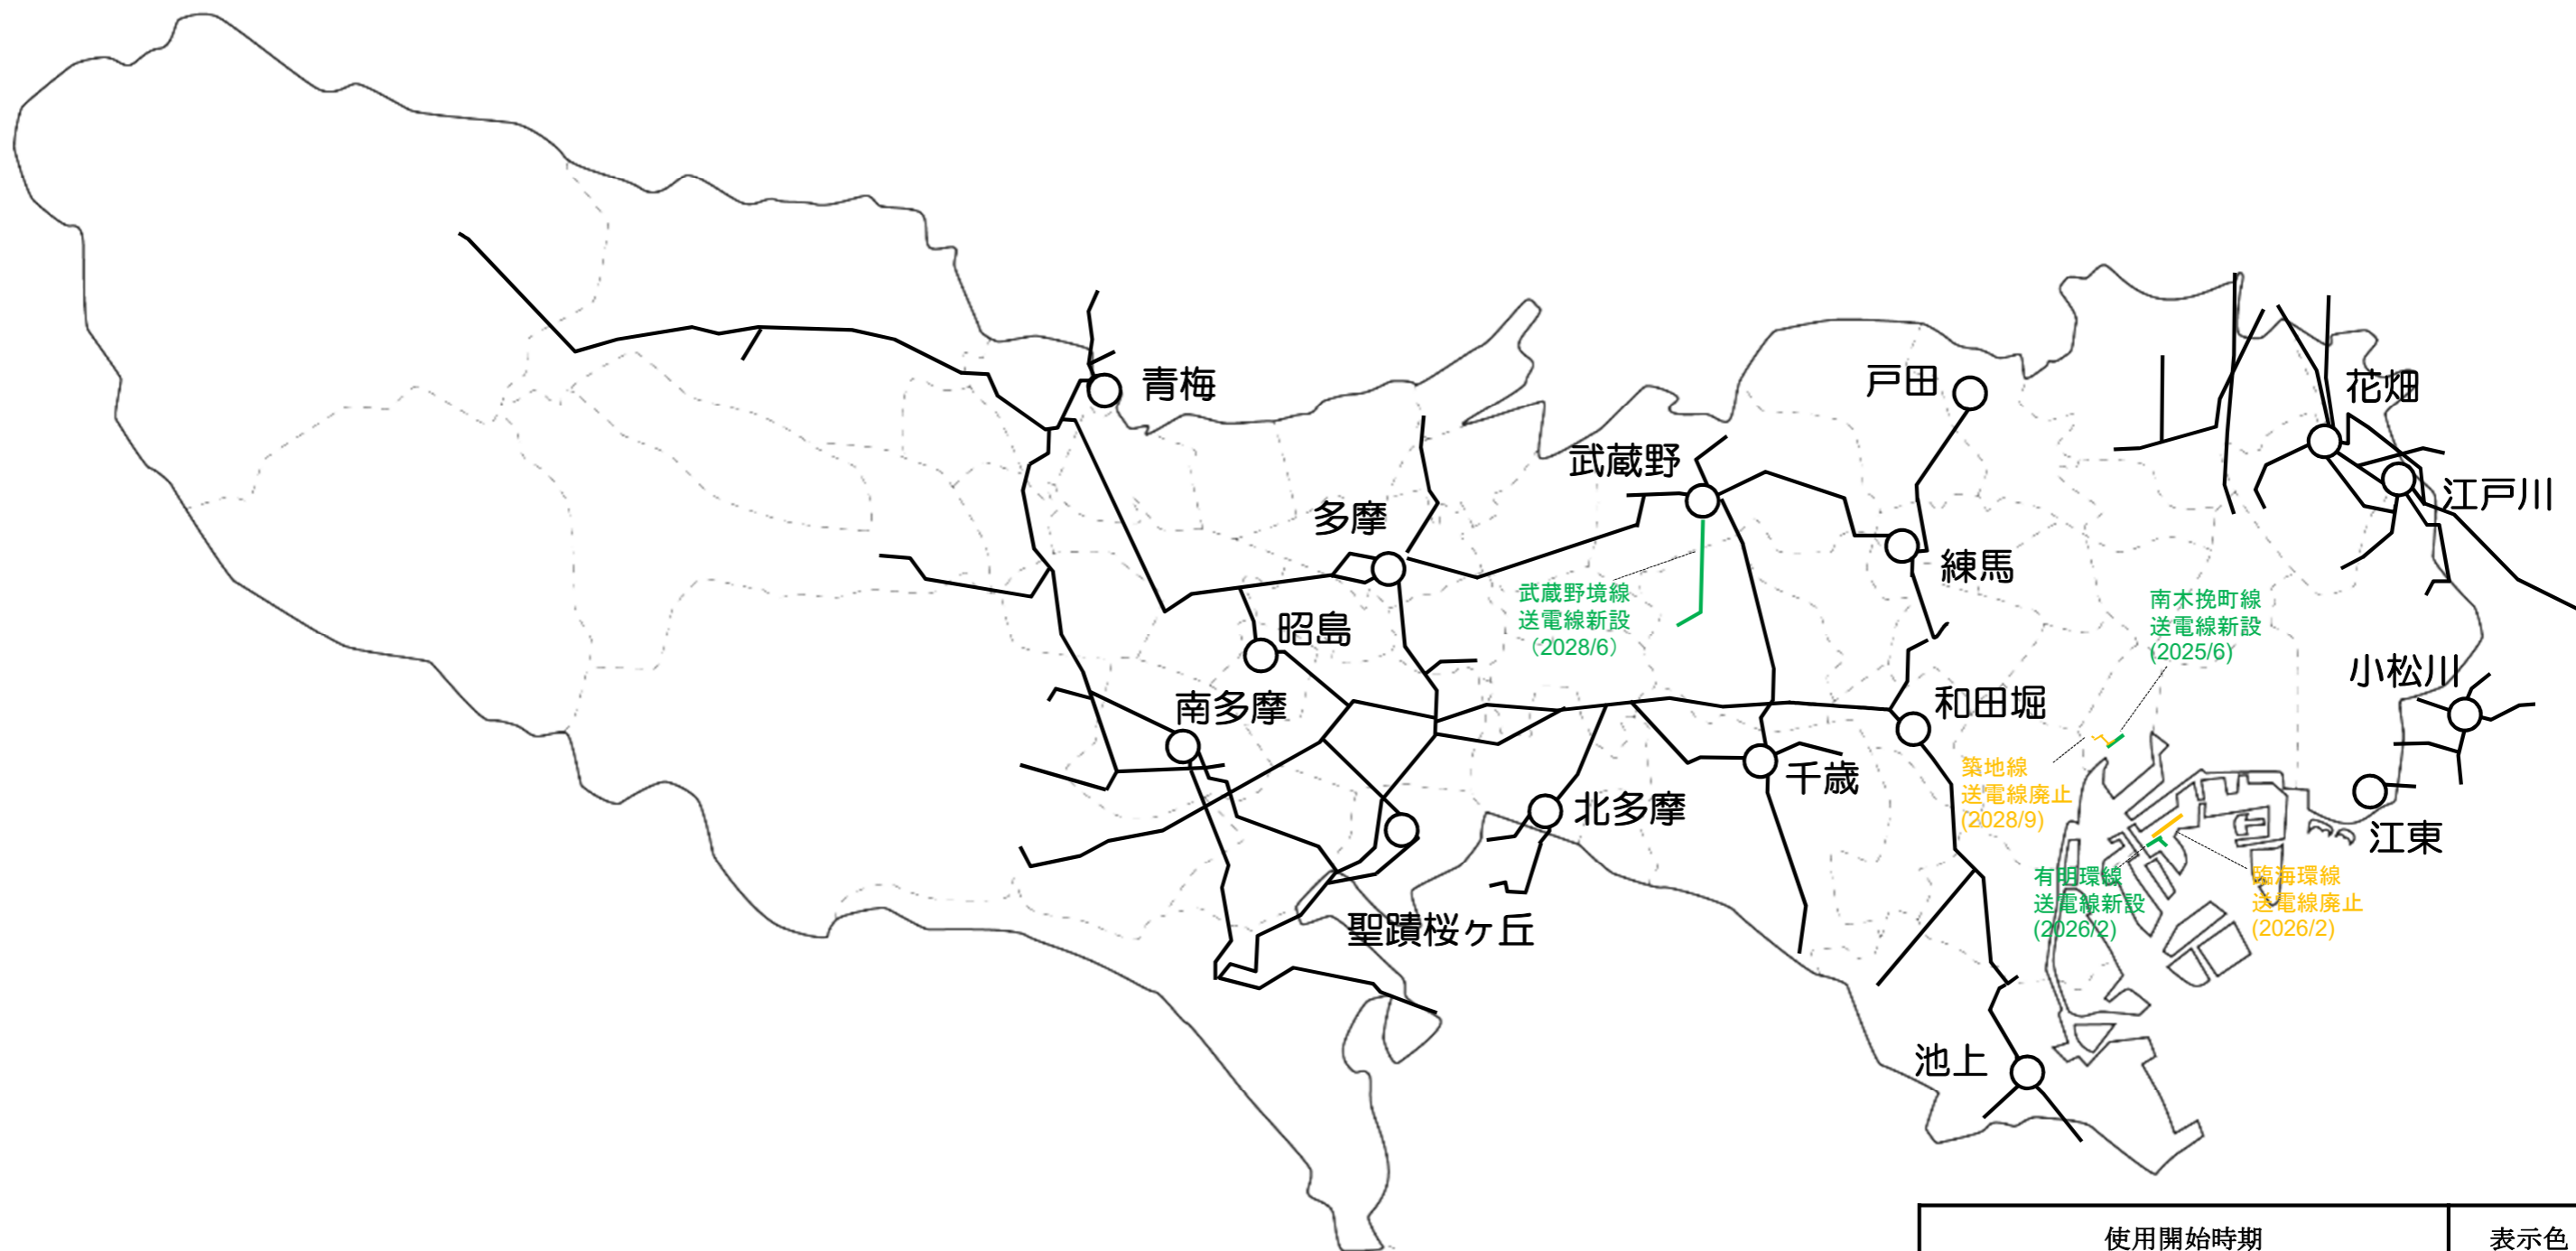 青梅
戸田
花畑
武蔵野
江戸川
多摩
練馬
武蔵野境線
送電線新設
（2028/6）
南木挽町線
送電線新設
(2025/6)
昭島
小松川
南多摩
和田堀
築地線
送電線廃止
(2028/9)
千歳
北多摩
江東
有明環線
送電線新設
(2026/2)
臨海環線
送電線廃止
(2026/2)
聖蹟桜ヶ丘
池上
使用開始時期
表示色